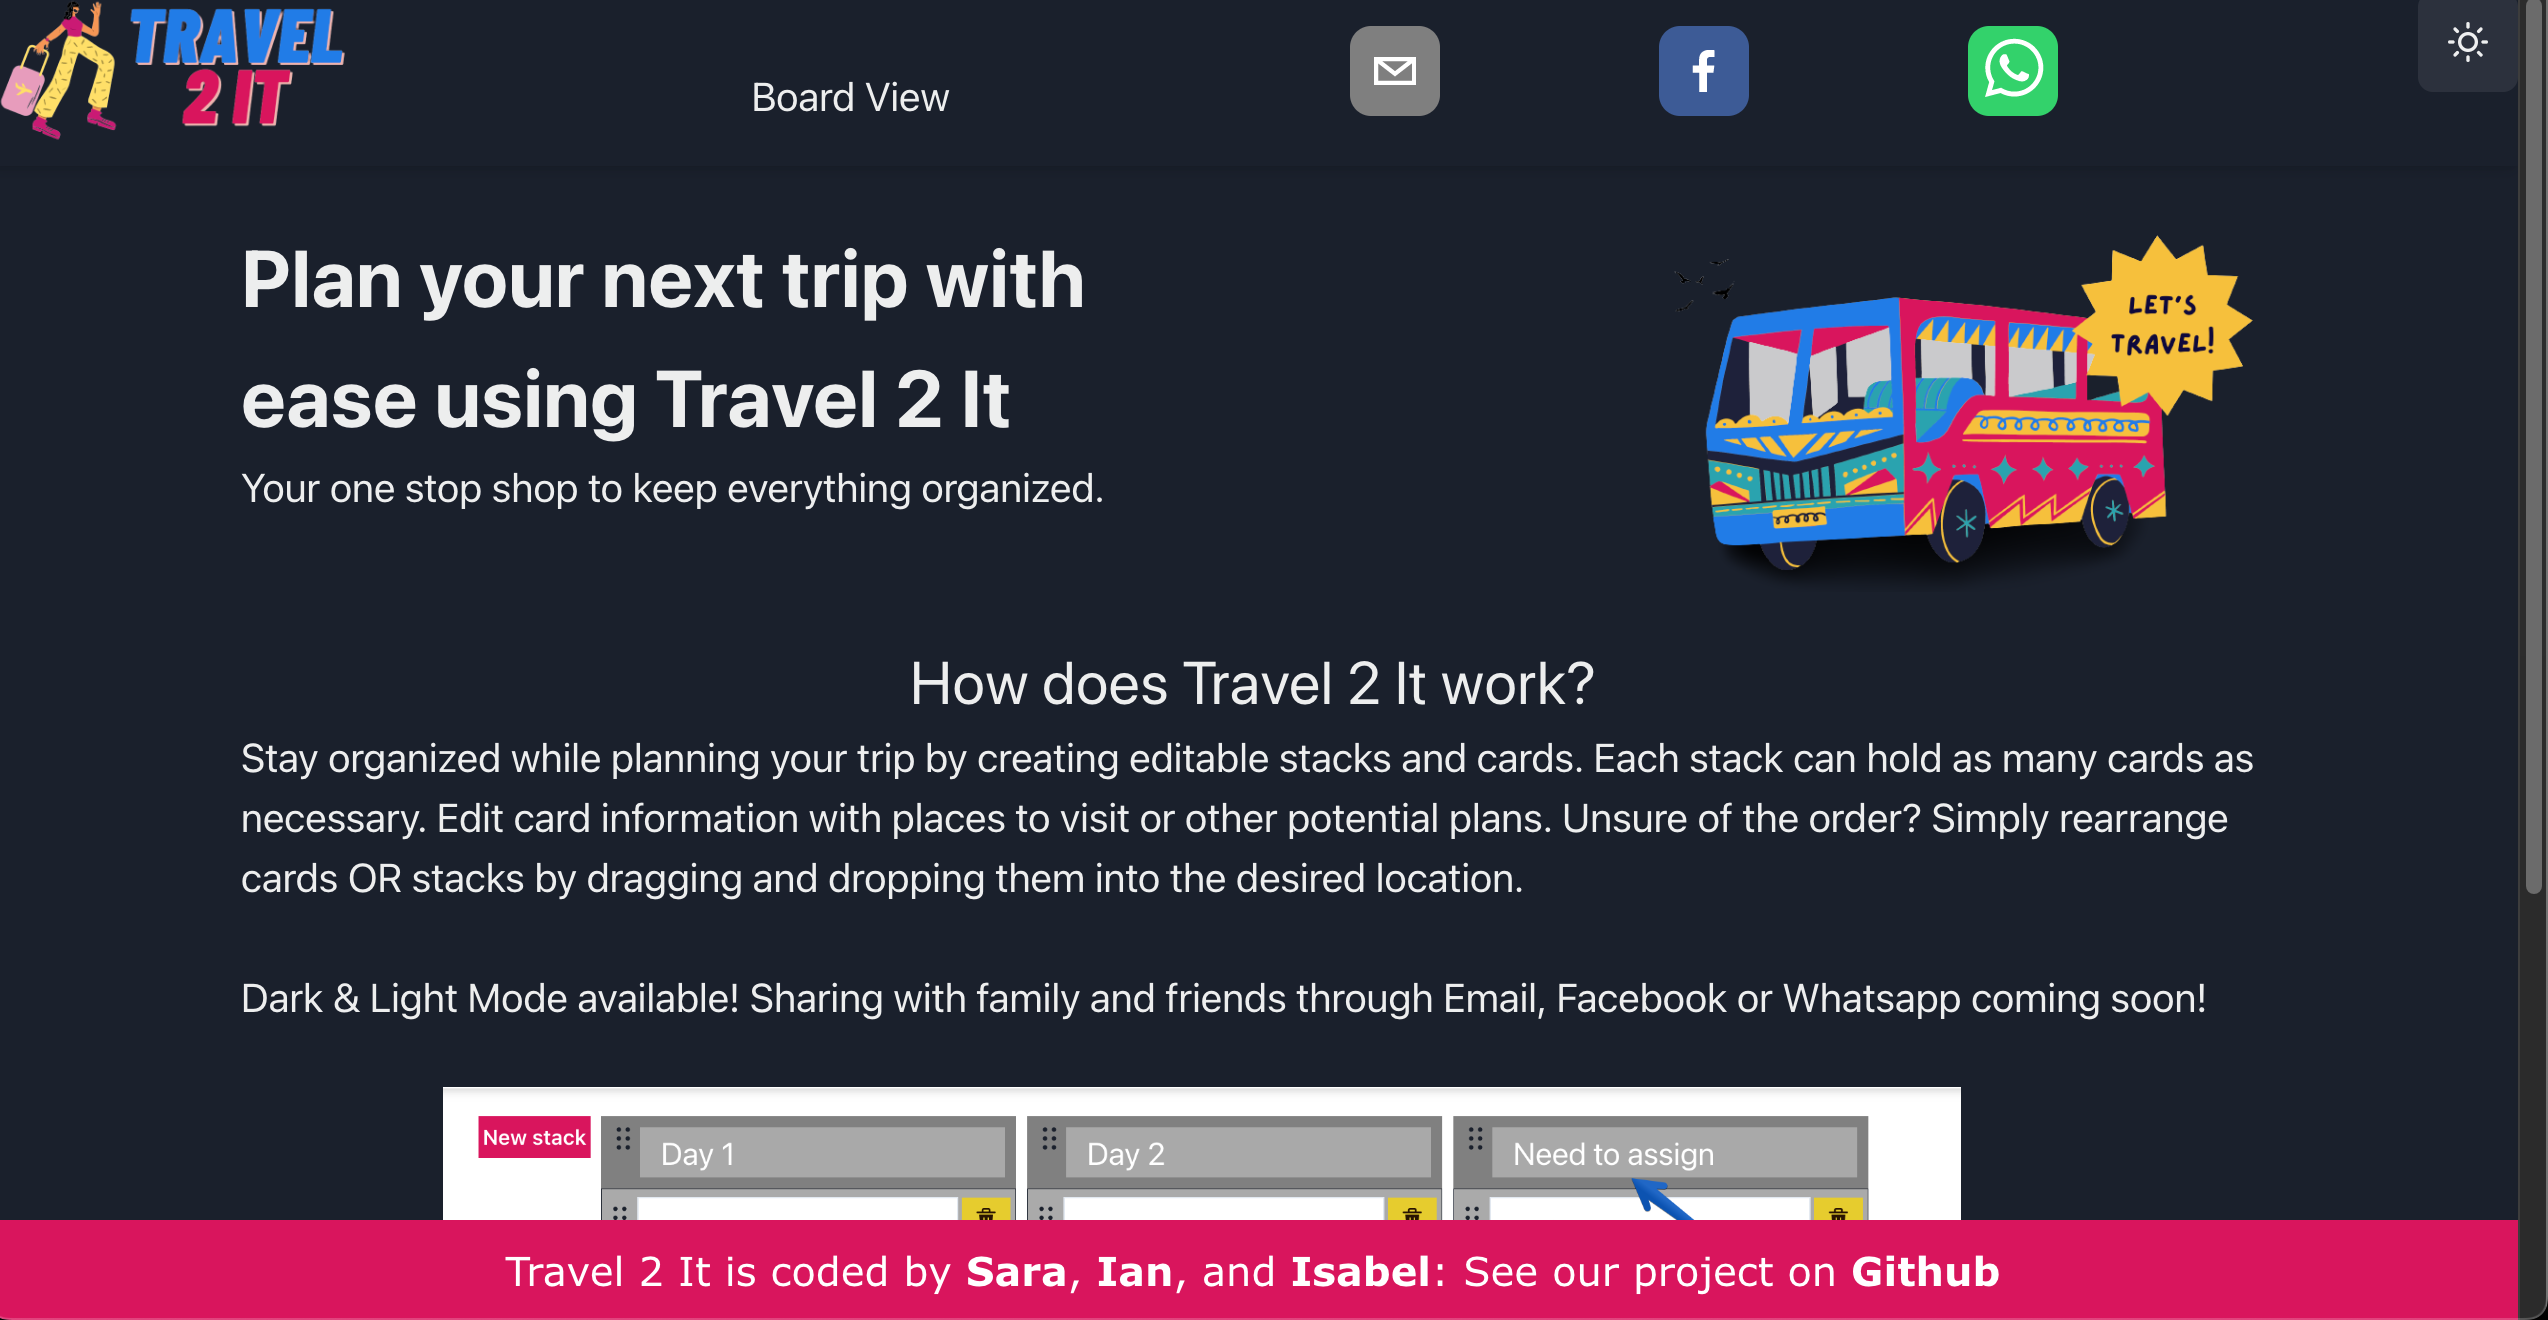 TRAVEL
2 IT
Board View
Plan your next trip with
ease using Travel 2 It
Your one stop shop to keep everything organized.
LET'S
TRAVEL!
How does Travel 2 It work?
Stay organized while planning your trip by creating editable stacks and cards. Each stack can hold as many cards as
necessary. Edit card information with places to visit or other potential plans. Unsure of the order? Simply rearrange
cards OR stacks by dragging and dropping them into the desired location.
Dark & Light Mode available! Sharing with family and friends through Email, Facebook or Whatsapp coming soon!
New stack
Day 1
Day 2
Need to assign
Travel 2 It is coded by Sara, Ian, and Isabel: See our project on Github